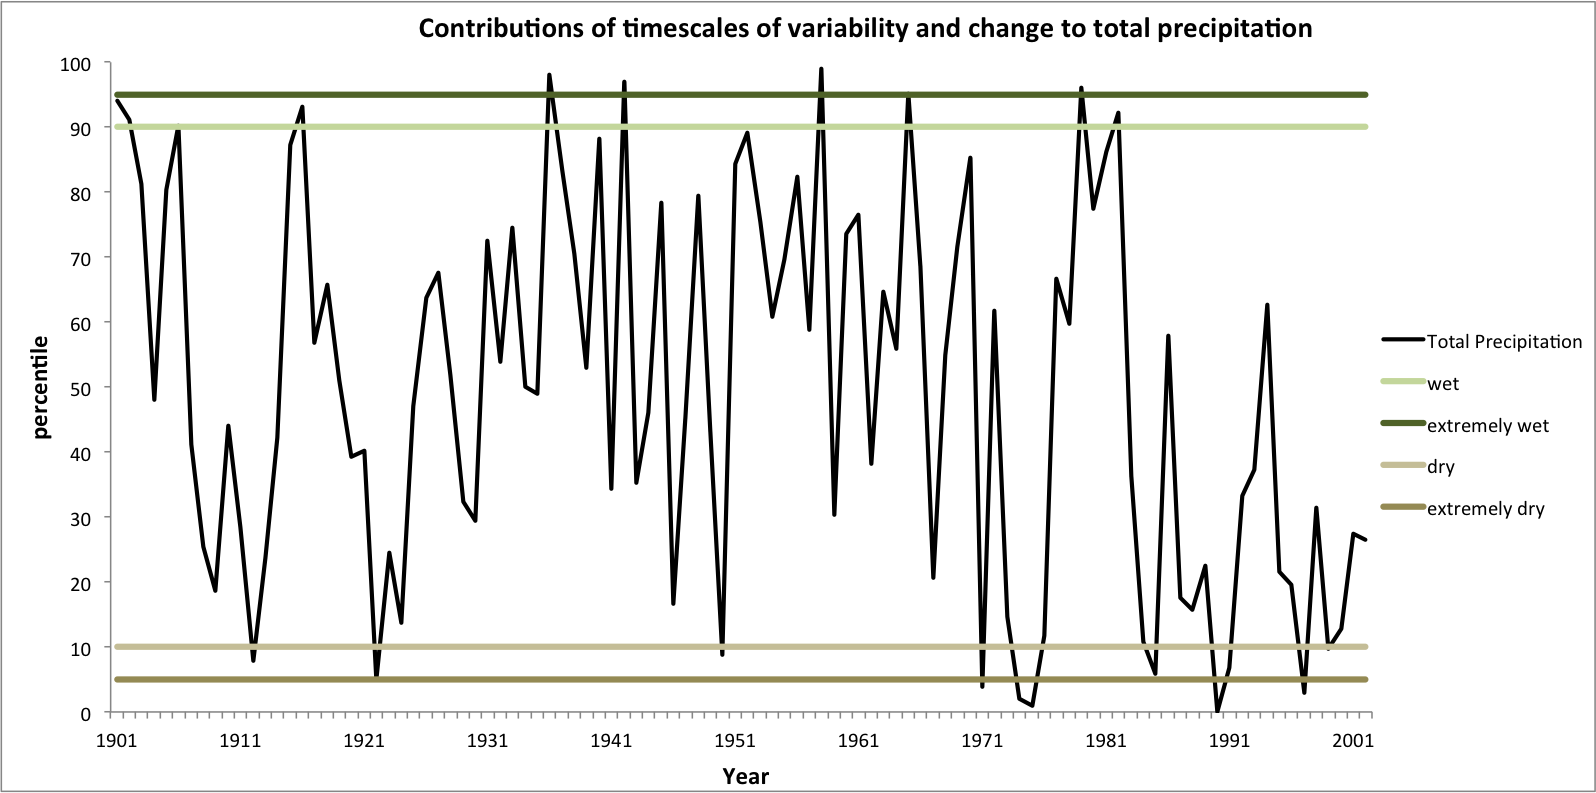 Contributions of timescales of variability and change to total precipitation
percentile
100
90
80
70
60
50
40
30
20
10
0
1901 1911 1921 1931 1941 1951 1961 1971 1981 1991 2001
Year
Total Precipitation
wet
extremely wet
dry
extremely dry